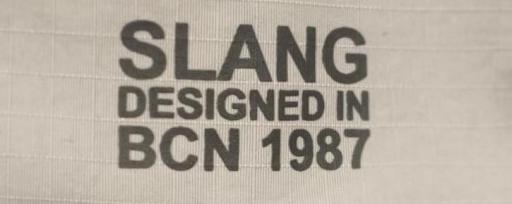 SLANG
DESIGNED IN
BCN 1987